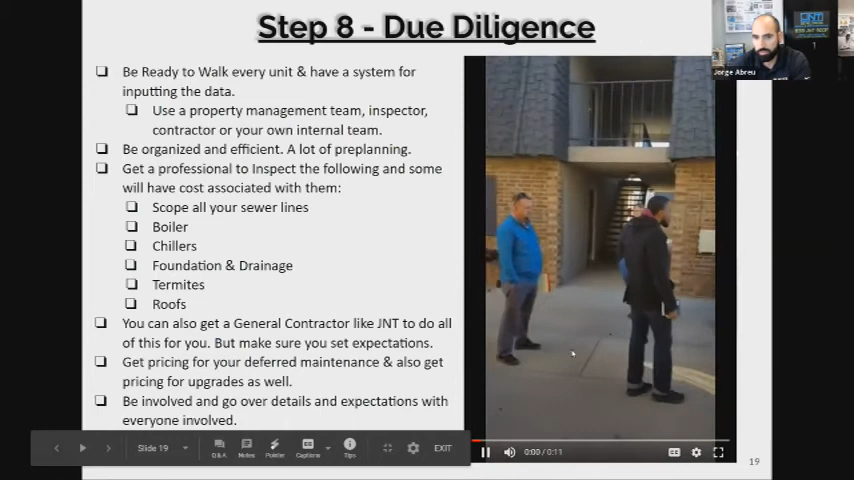 Step 8 - Due Diligence
Jorge Abreu
Be Ready to Walk every unit & have a system for
inputting the data.
Use a property management team, inspector,
contractor or your own internal team.
Be organized and efficient. A lot of preplanning.
Get a professional to Inspect the following and some
will have cost associated with them:
Scope all your sewer lines
Boiler
Chillers
Foundation & Drainage
Termites
Roofs
You can also get a General Contractor like JNT to do all
of this for you. But make sure you set expectations.
Get pricing for your deferred maintenance & also get
pricing for upgrades as well.
Be involved and go over details and expectations with
everyone involved.
Slide 19
Q&A
Notes
Pointer
Captions
Tips
EXIT
0:00 / 0:11
19